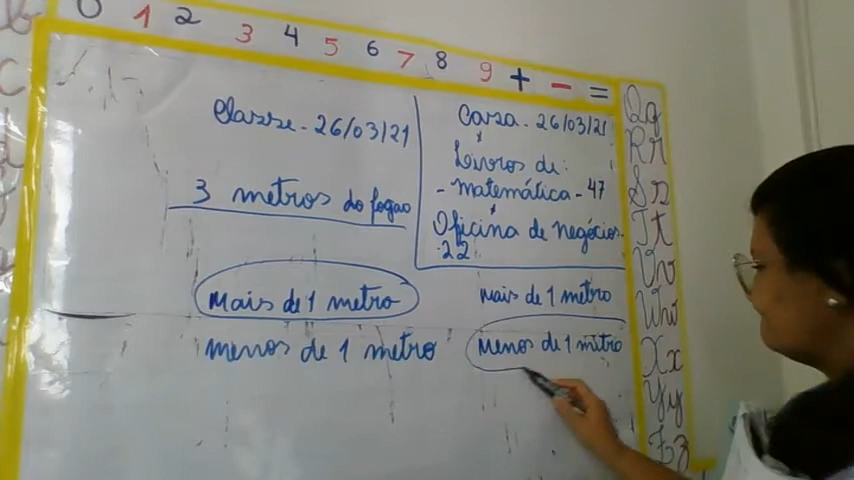 0 1 2 3 4 5 6 7 8 9 + - =
Classe - 26/03/21
3 metros do fogao
Mais de 1 metro
menos de 1 metro
Casa - 26/03/21
Livros de:
- Matemática - 47
Oficina de negócios.
22
Mais de 1 metro
Menos de 1 metro
Qq
Rr
Ss
Tt
Vv
Ww
Xx
Yy
Zz